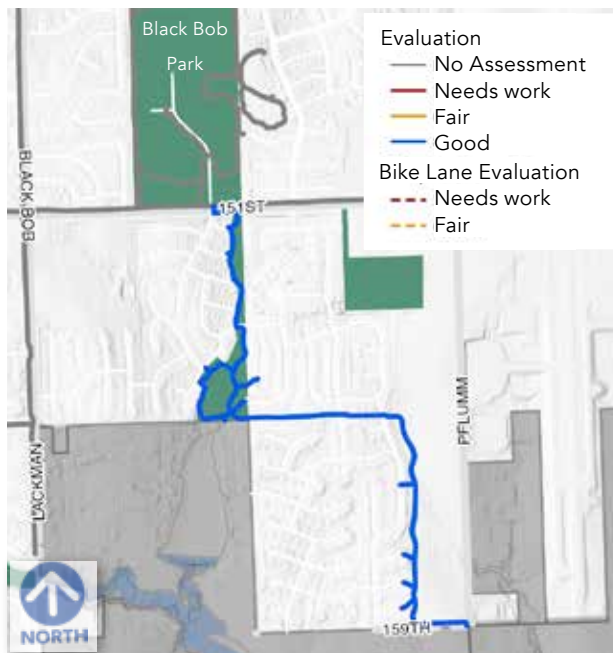 Black Bob
Park
Evaluation
No Assessment
Needs work
Fair
Good
Bike Lane Evaluation
Needs work
Fair
BLACK BOB
151ST
PFLUMM
LACKMAN
159TH
NORTH